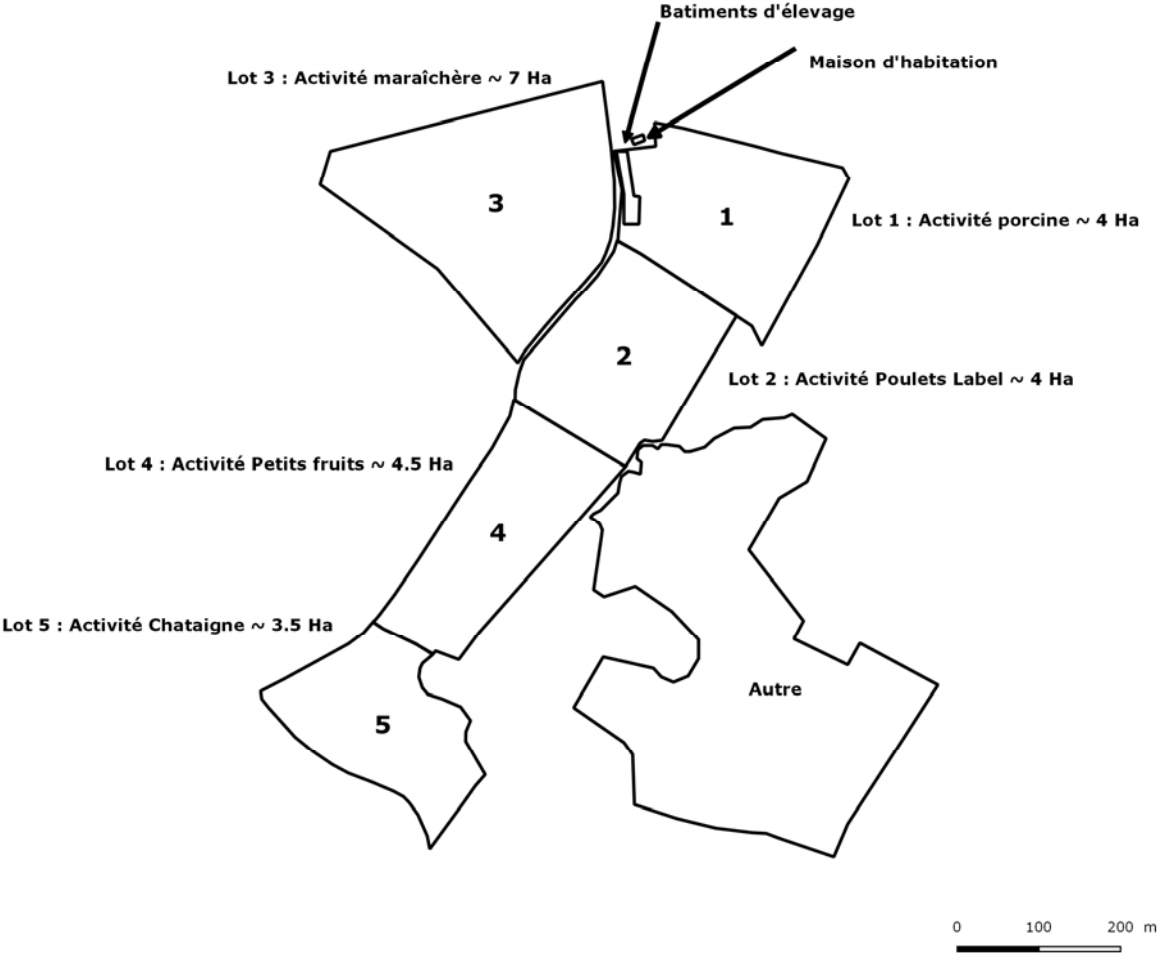 Batiments d'élevage
Maison d'habitation
Lot 3 : Activité maraîchère ~ 7 Ha
3
1
Lot 1 : Activité porcine ~ 4 Ha
2
Lot 2 : Activité Poulets Label ~ 4 Ha
Lot 4 : Activité Petits fruits ~ 4.5 Ha
4
Lot 5 : Activité Chataigne ~ 3.5 Ha
Autre
5
0 100 200 m